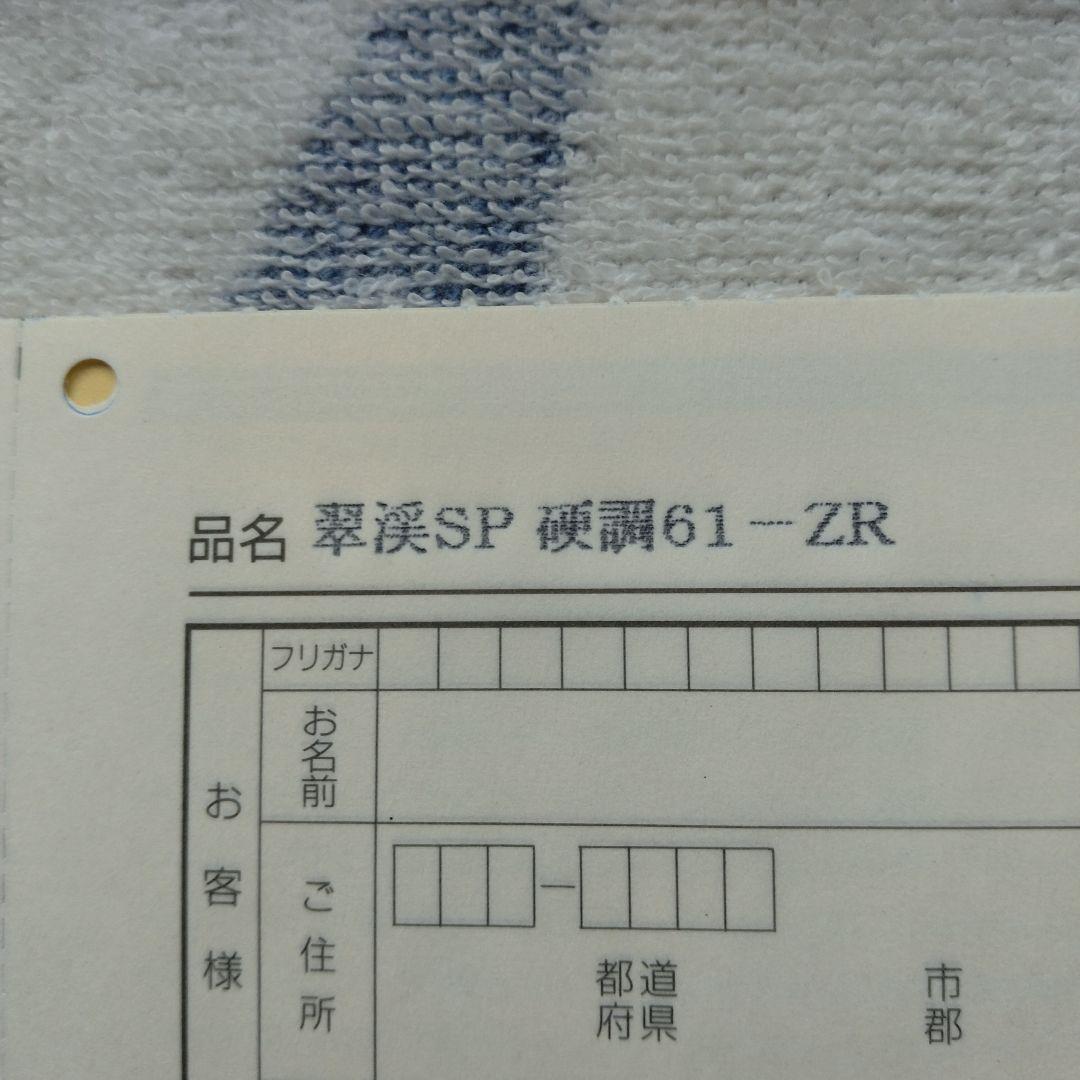 品名 翠渓SP 硬調61-ZR
フリガナ
お名前
お客様
ご住所
都道府県
市郡